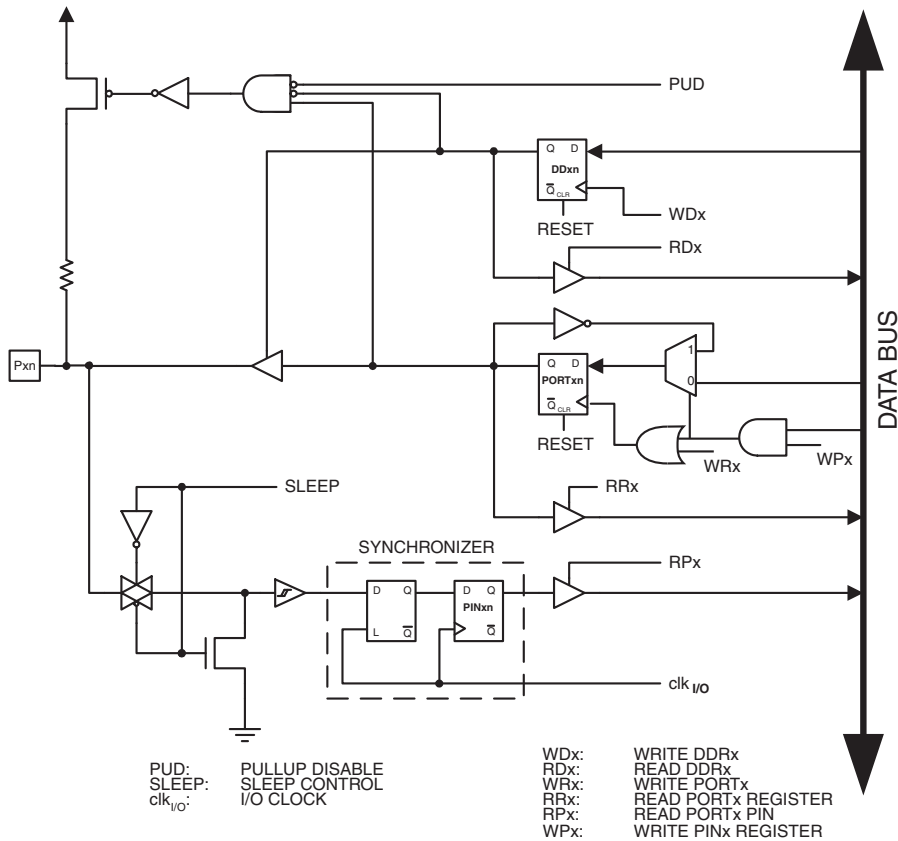 PUD
Q D
DDxn
Q CLR
WDx
RESET
RDx
Pxn
1
Q D
PORTxn
0
Q CLR
RESET
WRx
WPx
DATA BUS
SLEEP
RRx
SYNCHRONIZER
RPx
D Q
L Q
D Q
PINxn
Q
clk I/O
PUD: PULLUP DISABLE
SLEEP: SLEEP CONTROL
clkI/O: I/O CLOCK
WDx: WRITE DDRx
RDx: READ DDRx
WRx: WRITE PORTx
RRx: READ PORTx REGISTER
RPx: READ PORTx PIN
WPx: WRITE PINx REGISTER